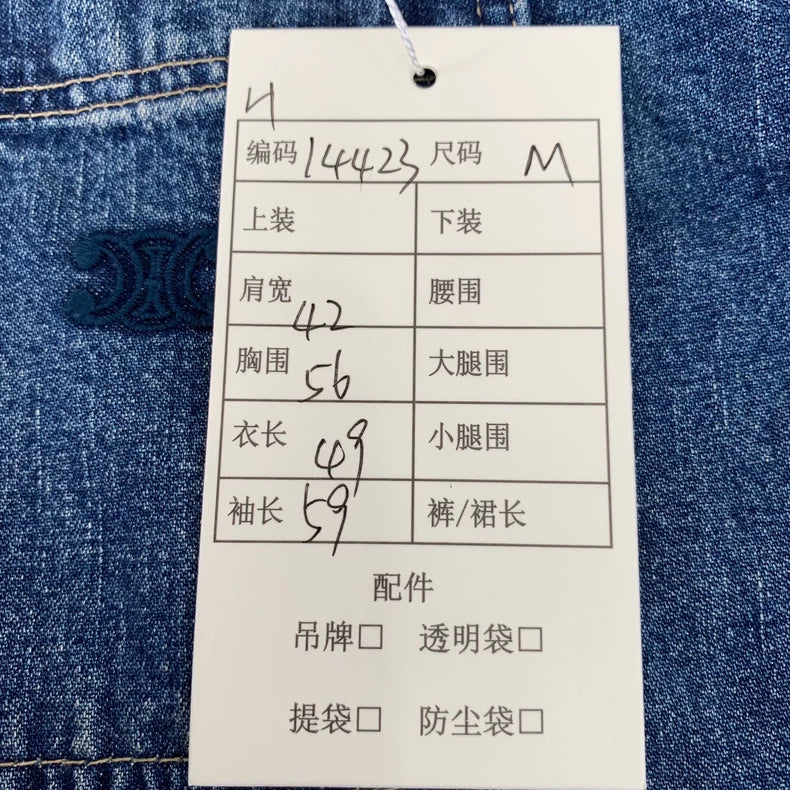 编码 14423 尺码 M
上装 下装
肩宽 42 腰围
胸围 56 大腿围
衣长 49 小腿围
袖长 59 裤/裙长
配件
吊牌□ 透明袋□
提袋□ 防尘袋□